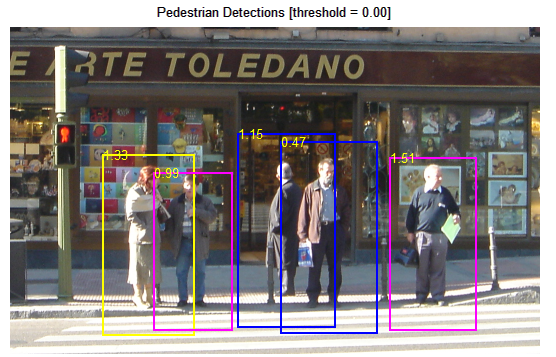 Pedestrian Detections [threshold = 0.00]
E ARTE TOLEDANO
1.33
0.99
1.15
0.47
1.51